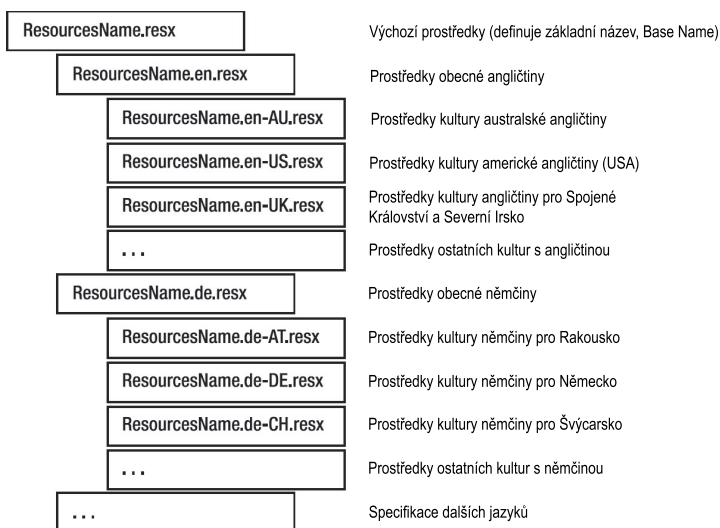 ResourcesName.resx Výchozí prostředky (definuje základní název, Base Name)
ResourcesName.en.resx Prostředky obecné angličtiny
ResourcesName.en-AU.resx Prostředky kultury australské angličtiny
ResourcesName.en-US.resx Prostředky kultury americké angličtiny (USA)
ResourcesName.en-UK.resx Prostředky kultury angličtiny pro Spojené
Království a Severní Irsko
... Prostředky ostatních kultur s angličtinou
ResourcesName.de.resx Prostředky obecné němčiny
ResourcesName.de-AT.resx Prostředky kultury němčiny pro Rakousko
ResourcesName.de-DE.resx Prostředky kultury němčiny pro Německo
ResourcesName.de-CH.resx Prostředky kultury němčiny pro Švýcarsko
... Prostředky ostatních kultur s němčinou
... Specifikace dalších jazyků